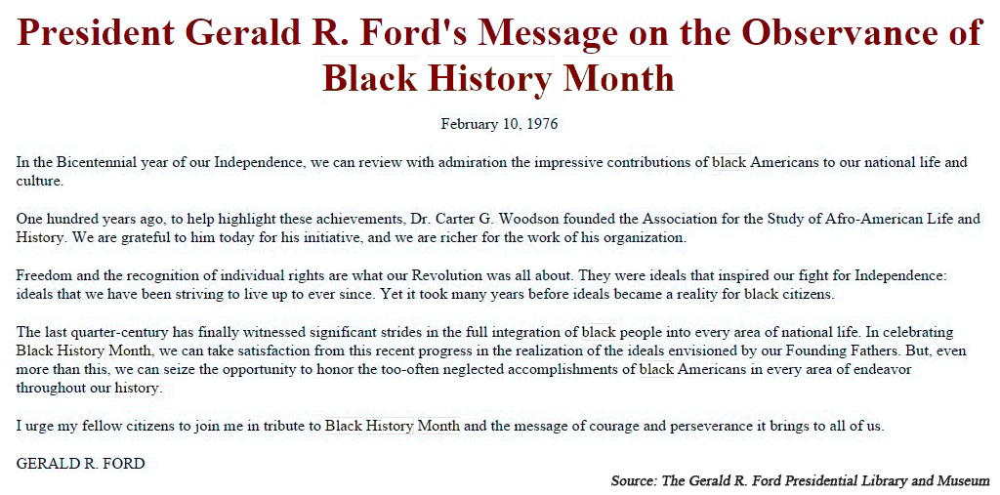 President Gerald R. Ford's Message on the Observance of
Black History Month
February 10, 1976
In the Bicentennial year of our Independence, we can review with admiration the impressive contributions of black Americans to our national life and
culture.
One hundred years ago, to help highlight these achievements, Dr. Carter G. Woodson founded the Association for the Study of Afro-American Life and
History. We are grateful to him today for his initiative, and we are richer for the work of his organization.
Freedom and the recognition of individual rights are what our Revolution was all about. They were ideals that inspired our fight for Independence:
ideals that we have been striving to live up to ever since. Yet it took many years before ideals became a reality for black citizens.
The last quarter-century has finally witnessed significant strides in the full integration of black people into every area of national life. In celebrating
Black History Month, we can take satisfaction from this recent progress in the realization of the ideals envisioned by our Founding Fathers. But, even
more than this, we can seize the opportunity to honor the too-often neglected accomplishments of black Americans in every area of endeavor
throughout our history.
I urge my fellow citizens to join me in tribute to Black History Month and the message of courage and perseverance it brings to all of us.
GERALD R. FORD
Source: The Gerald R. Ford Presidential Library and Museum